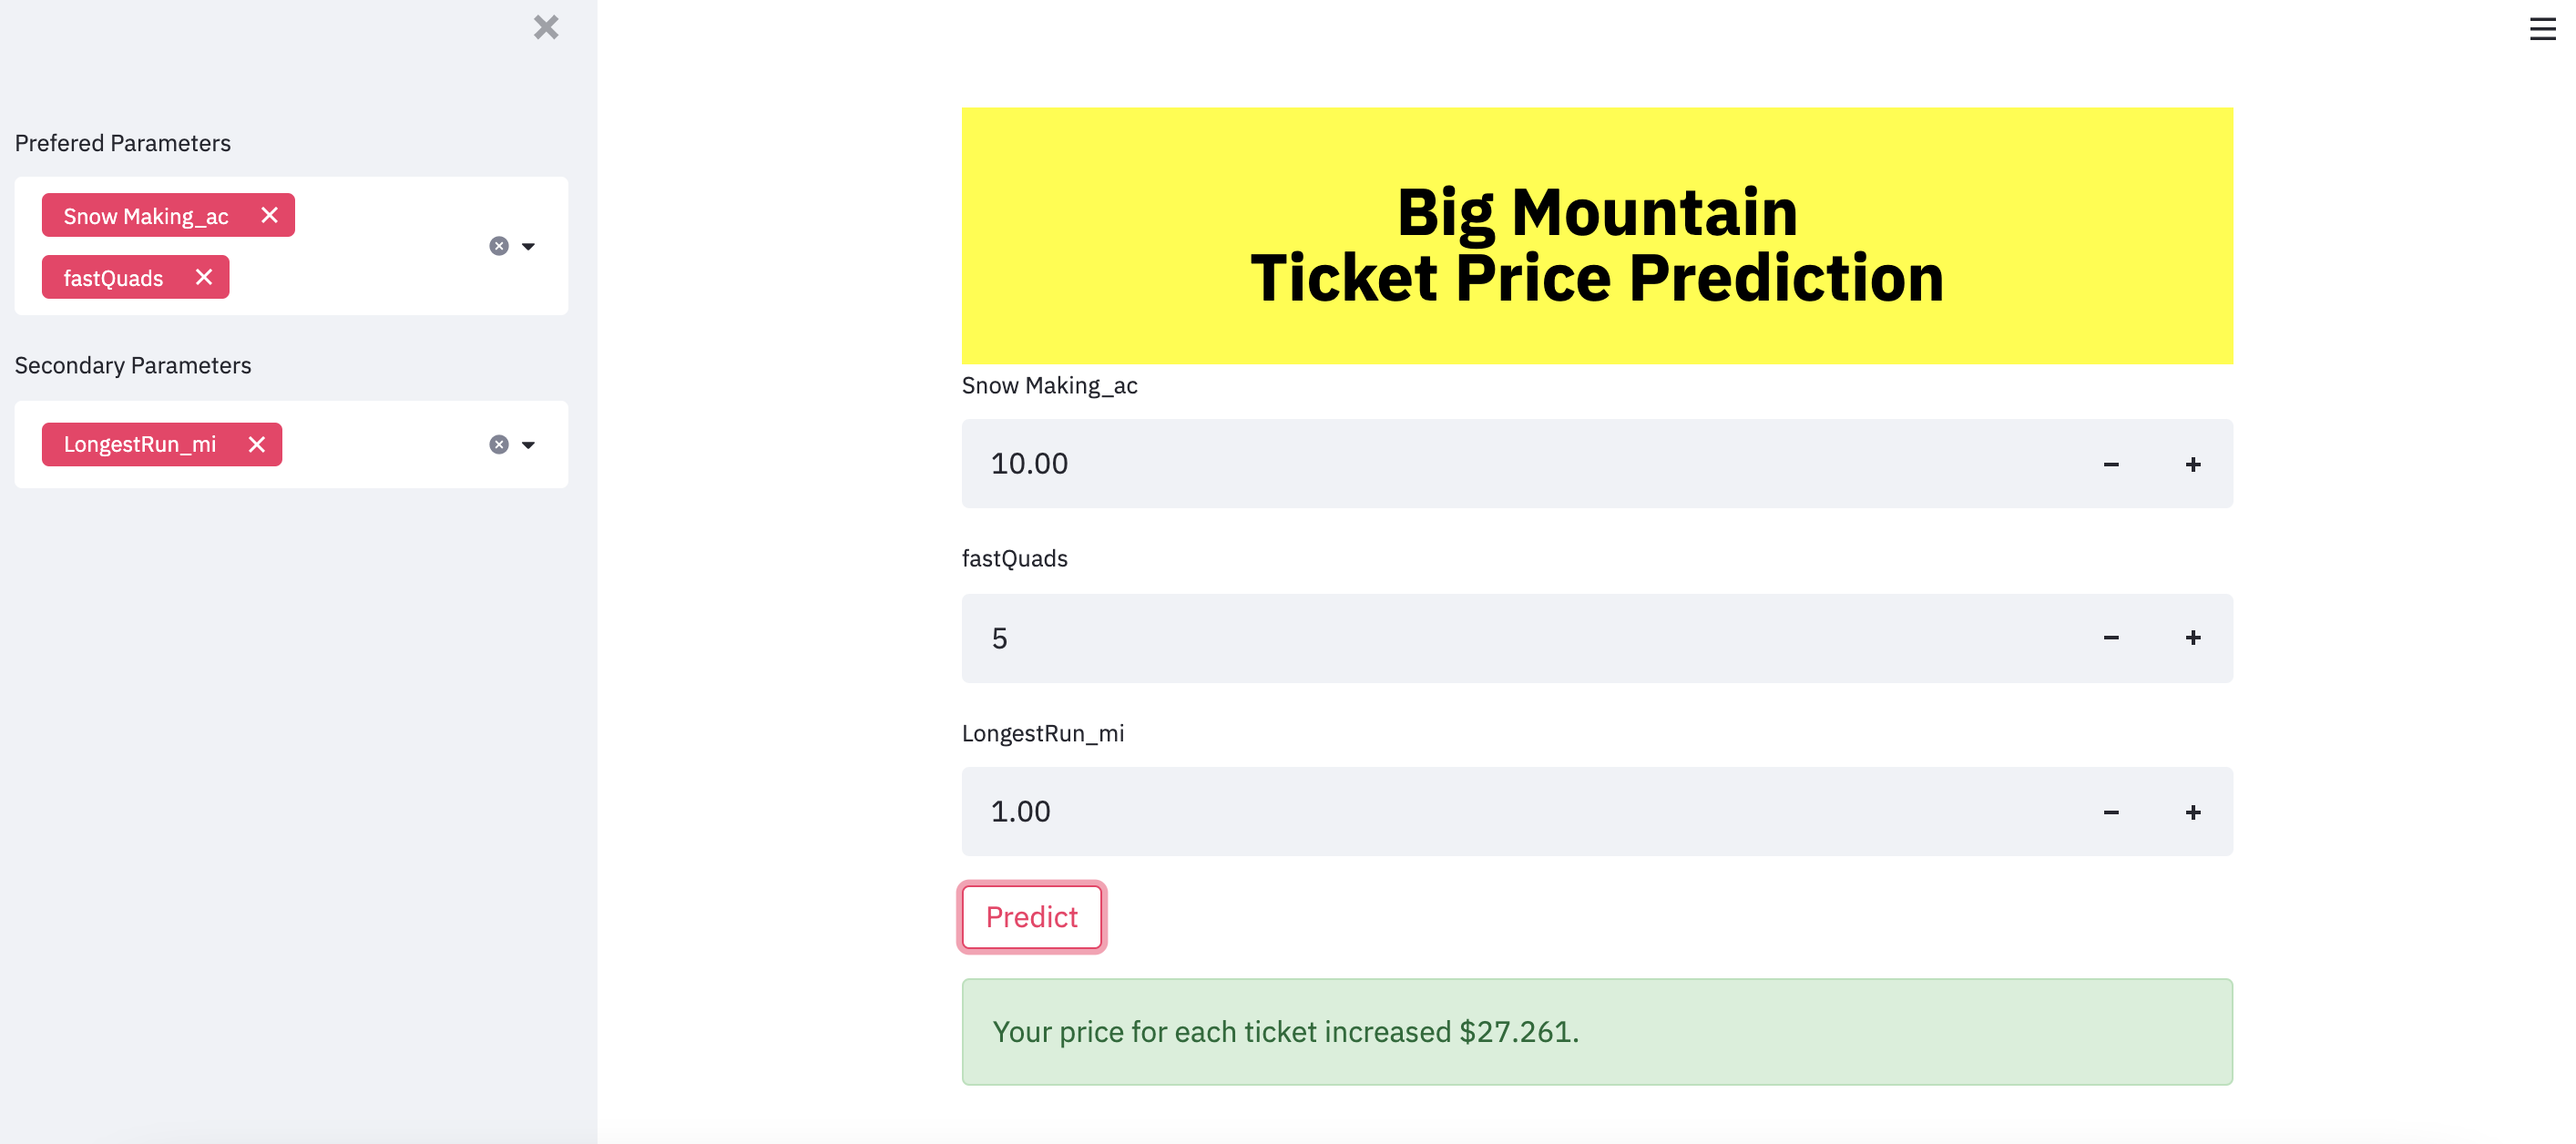 Prefered Parameters
Snow Making_ac
fastQuads
Secondary Parameters
LongestRun_mi
Big Mountain
Ticket Price Prediction
Snow Making_ac
10.00
fastQuads
5
LongestRun_mi
1.00
Predict
Your price for each ticket increased $27.261.